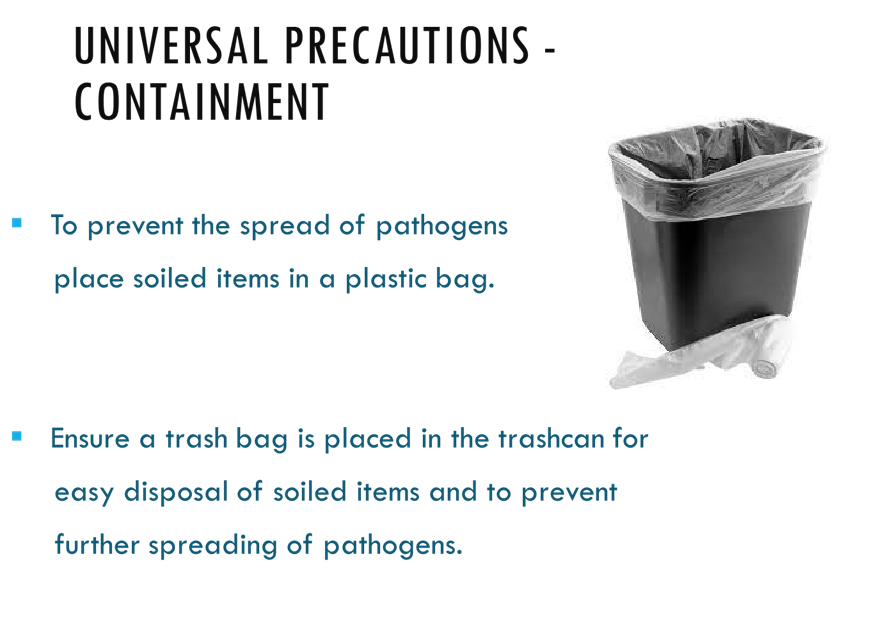 UNIVERSAL PRECAUTIONS -
CONTAINMENT
To prevent the spread of pathogens
place soiled items in a plastic bag.
Ensure a trash bag is placed in the trashcan for
easy disposal of soiled items and to prevent
further spreading of pathogens.